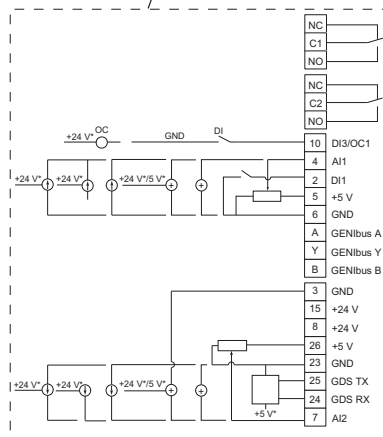 NC
C1
NO
NC
C2
NO
+24 V* OC GND DI 10 DI3/OC1
4 AI1
+24 V* +24 V* +24 V*/5 V* 2 DI1
5 +5 V
6 GND
A GENIbus A
Y GENIbus Y
B GENIbus B
3 GND
15 +24 V
8 +24 V
26 +5 V
23 GND
25 GDS TX
+24 V* +24 V* +24 V*/5 V* 24 GDS RX
+5 V* 7 AI2